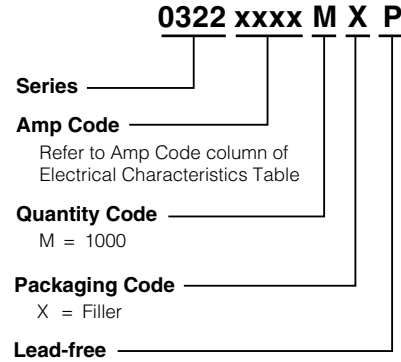 0322 xxxx M X P
Series
Amp Code
Refer to Amp Code column of
Electrical Characteristics Table
Quantity Code
M = 1000
Packaging Code
X = Filler
Lead-free